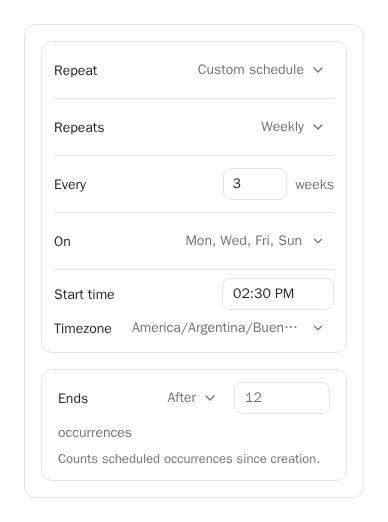 Repeat Custom schedule
Repeats Weekly
Every 3 weeks
On Mon, Wed, Fri, Sun
Start time 02:30 PM
Timezone America/Argentina/Buen···
Ends After 12
occurrences
Counts scheduled occurrences since creation.